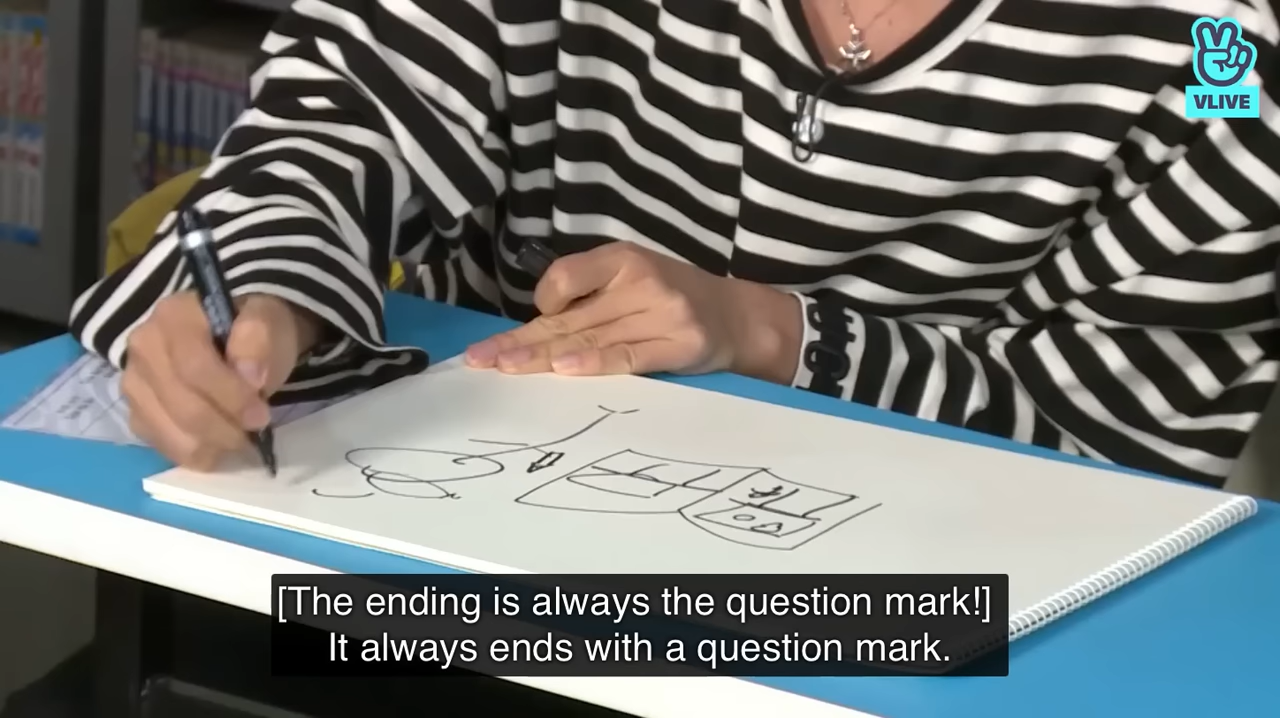 VLIVE
[The ending is always the question mark!]
It always ends with a question mark.